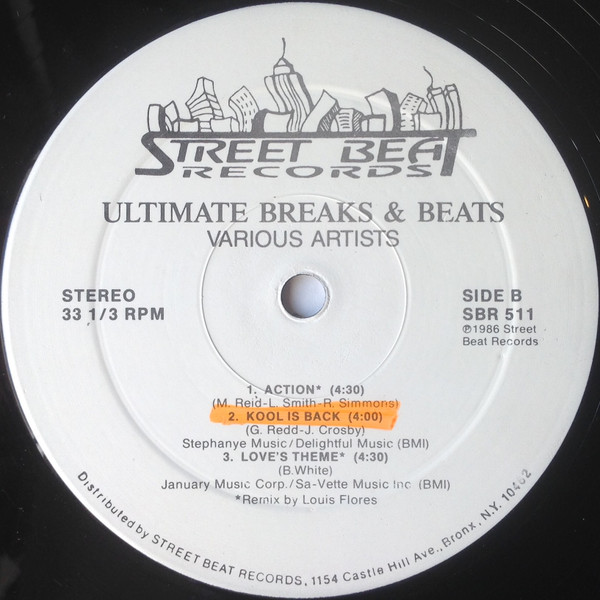 STREET BEAT
RECORDS
ULTIMATE BREAKS & BEATS
VARIOUS ARTISTS
STEREO
33 1/3 RPM
SIDE B
SBR 511
℗1986 Street
Beat Records
1. ACTION* (4:30)
(M. Reid-L. Smith-R. Simmons)
2. KOOL IS BACK (4:00)
(G. Redd-J. Crosby)
Stephanye Music/Delightful Music (BMI)
3. LOVE'S THEME* (4:30)
(B.White)
January Music Corp./Sa-Vette Music Inc. (BMI)
*Remix by Louis Flores
Distributed by STREET BEAT RECORDS, 1154 Castle Hill Ave., Bronx, N.Y. 10462